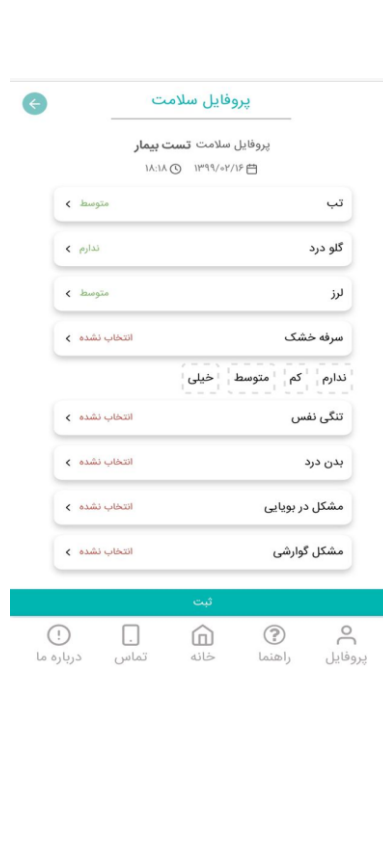 پروفایل سلامت
پروفایل سلامت تست بیمار
۱۳۹۹/۰۲/۱۶ ۱۸:۱۸
تب متوسط
گلو درد ندارم
لرز متوسط
سرفه خشک انتخاب نشده
ندارم کم متوسط خیلی
تنگی نفس انتخاب نشده
بدن درد انتخاب نشده
مشکل در بویایی انتخاب نشده
مشکل گوارشی انتخاب نشده
ثبت
پروفایل راهنما خانه تماس درباره ما